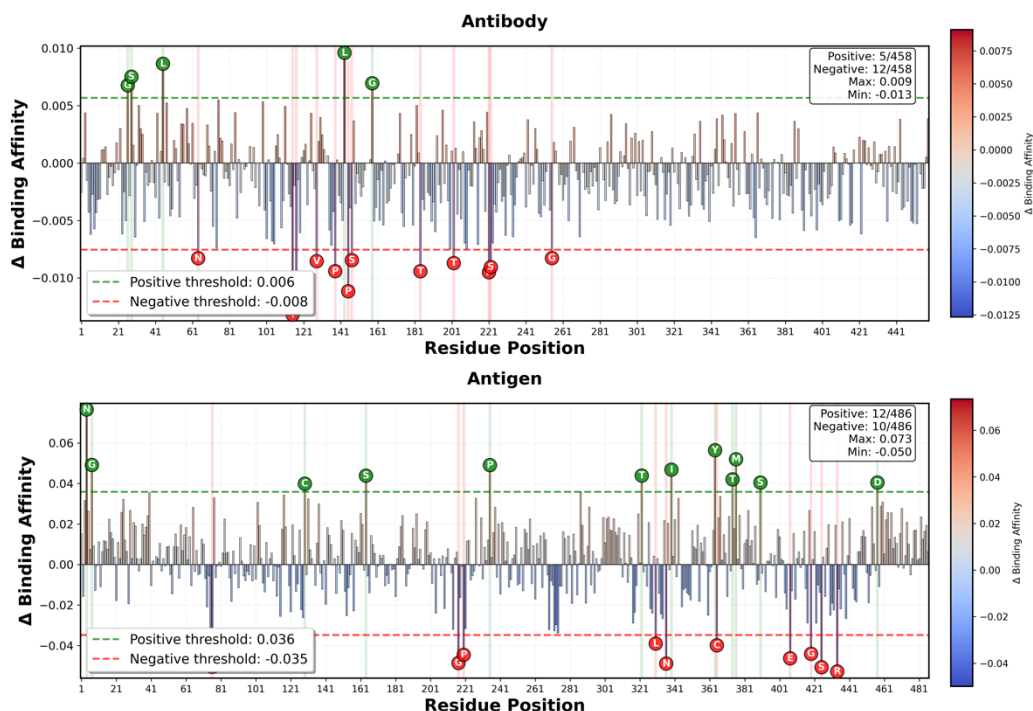 Antibody
Δ Binding Affinity
0.010
0.005
0.000
−0.005
−0.010
Positive: 5/458
Negative: 12/458
Max: 0.009
Min: -0.013
G S L L G
N V P P S T T S G
Positive threshold: 0.006
Negative threshold: -0.008
1 21 41 61 81 101 121 141 161 181 201 221 241 261 281 301 321 341 361 381 401 421 441
Residue Position
0.0075
0.0050
0.0025
0.0000
−0.0025
−0.0050
−0.0075
−0.0100
−0.0125
Δ Binding Affinity
Antigen
Δ Binding Affinity
0.06
0.04
0.02
0.00
−0.02
−0.04
Positive: 12/486
Negative: 10/486
Max: 0.073
Min: -0.050
N G C S P T I Y T M S D
G P L N C E G S R
Positive threshold: 0.036
Negative threshold: -0.035
1 21 41 61 81 101 121 141 161 181 201 221 241 261 281 301 321 341 361 381 401 421 441 461 481
Residue Position
0.06
0.04
0.02
0.00
−0.02
−0.04
Δ Binding Affinity